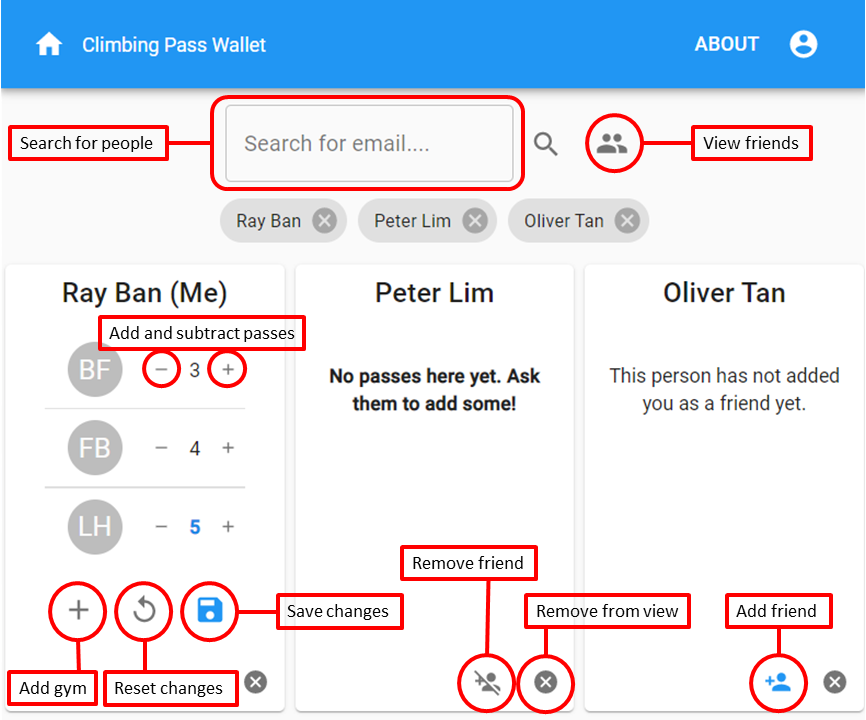 Climbing Pass Wallet
ABOUT
Search for people
Search for email....
View friends
Ray Ban
Peter Lim
Oliver Tan
Ray Ban (Me)
Peter Lim
Oliver Tan
Add and subtract passes
BF − 3 +
No passes here yet. Ask
them to add some!
This person has not added
you as a friend yet.
FB − 4 +
LH − 5 +
Remove friend
Save changes
Remove from view
Add friend
Add gym
Reset changes